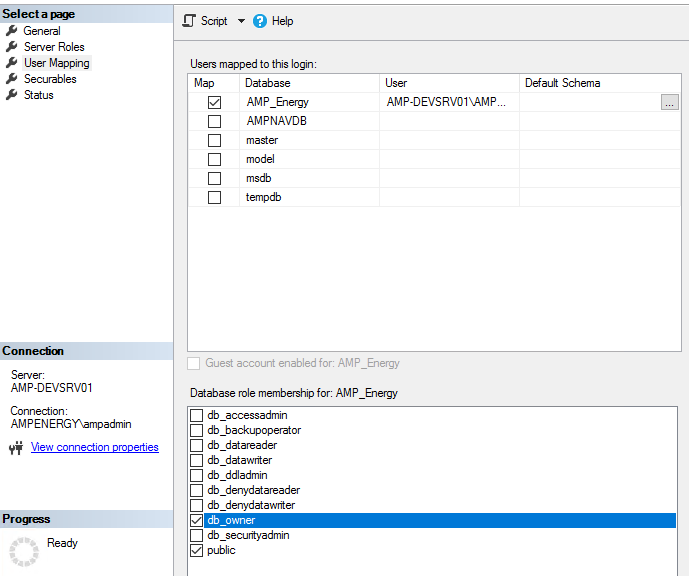 Select a page
General
Server Roles
User Mapping
Securables
Status
Connection
Server:
AMP-DEVSRV01
Connection:
AMPENERGY\ampadmin
View connection properties
Progress
Ready
Script
Help
Users mapped to this login:
Map Database User Default Schema
AMP_Energy AMP-DEVSRV01\AMP... ...
AMPNAVDB
master
model
msdb
tempdb
Guest account enabled for: AMP_Energy
Database role membership for: AMP_Energy
db_accessadmin
db_backupoperator
db_datareader
db_datawriter
db_ddladmin
db_denydatareader
db_denydatawriter
db_owner
db_securityadmin
public